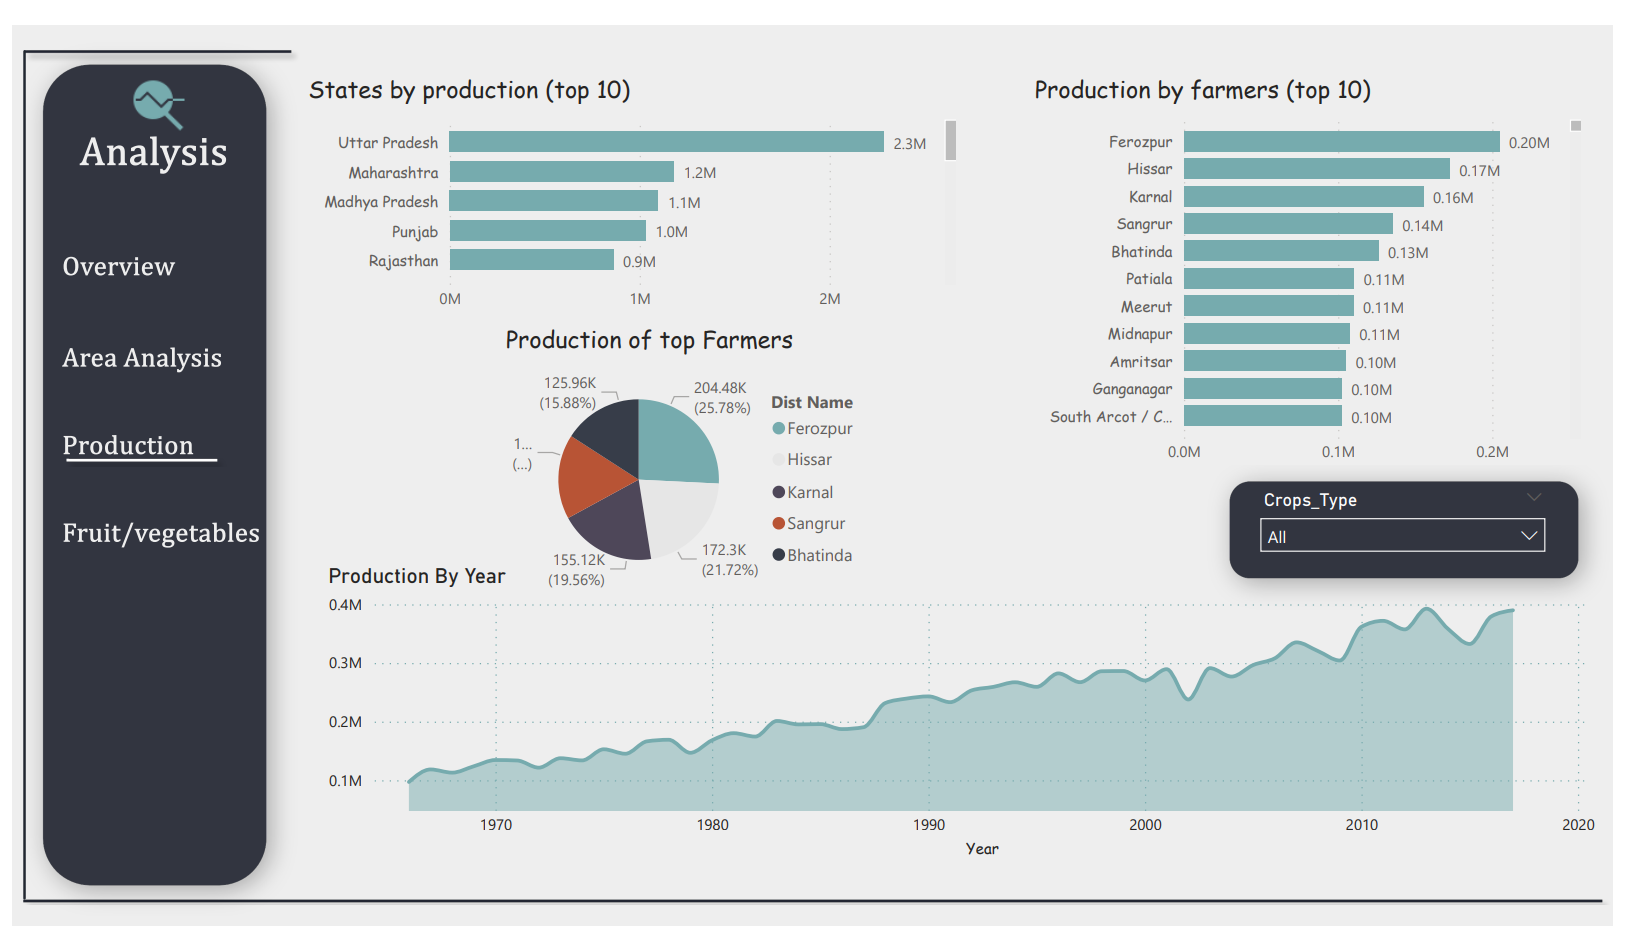 Analysis
Overview
Area Analysis
Production
Fruit/vegetables
States by production (top 10)
Uttar Pradesh 2.3M
Maharashtra 1.2M
Madhya Pradesh 1.1M
Punjab 1.0M
Rajasthan 0.9M
0M 1M 2M
Production by farmers (top 10)
Ferozpur 0.20M
Hissar 0.17M
Karnal 0.16M
Sangrur 0.14M
Bhatinda 0.13M
Patiala 0.11M
Meerut 0.11M
Midnapur 0.11M
Amritsar 0.10M
Ganganagar 0.10M
South Arcot / C... 0.10M
0.0M 0.1M 0.2M
Production of top Farmers
125.96K
(15.88%)
204.48K
(25.78%)
1...
(...)
155.12K
(19.56%)
172.3K
(21.72%)
Dist Name
Ferozpur
Hissar
Karnal
Sangrur
Bhatinda
Crops_Type
All
Production By Year
0.4M
0.3M
0.2M
0.1M
1970 1980 1990 2000 2010 2020
Year